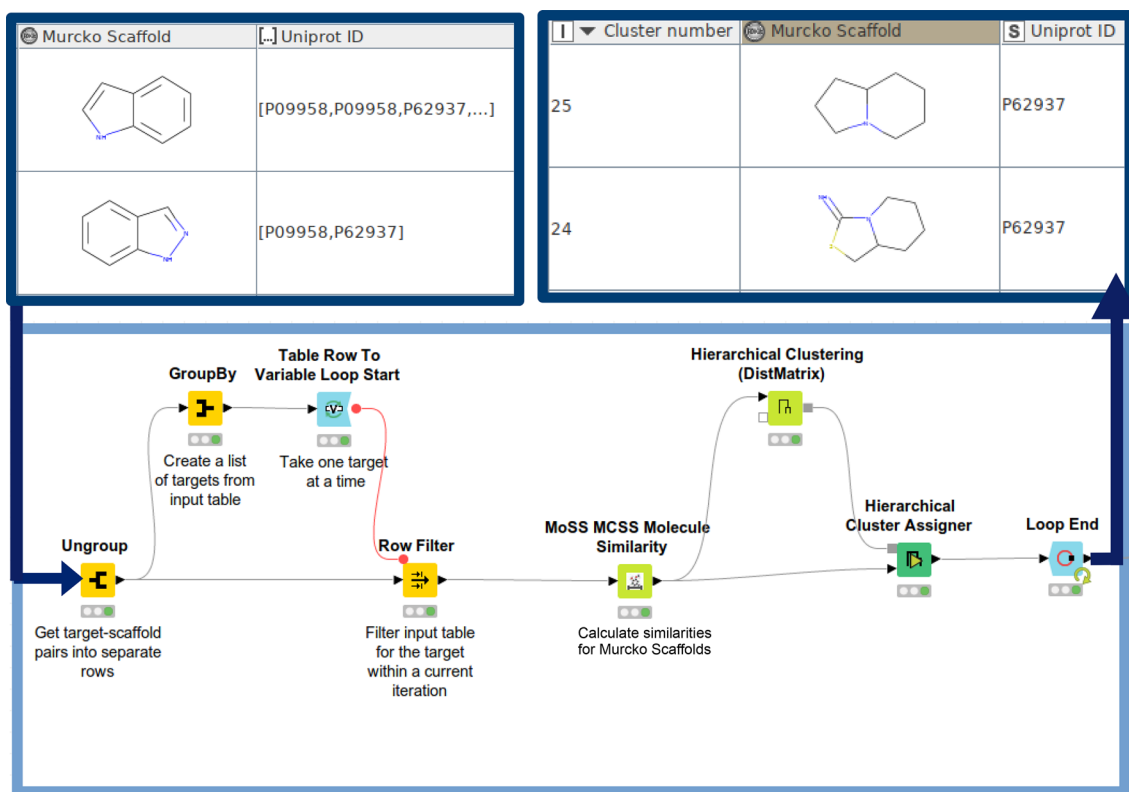 Murcko Scaffold
[...] Uniprot ID
NH
[P09958,P09958,P62937,...]
N
NH
[P09958,P62937]
I Cluster number
Murcko Scaffold
S Uniprot ID
25
N
P62937
24
NH
N
S
P62937
Table Row To
Variable Loop Start
GroupBy
Hierarchical Clustering
(DistMatrix)
Create a list
of targets from
input table
Take one target
at a time
Ungroup
Row Filter
MoSS MCSS Molecule
Similarity
Hierarchical
Cluster Assigner
Loop End
Get target-scaffold
pairs into separate
rows
Filter input table
for the target
within a current
iteration
Calculate similarities
for Murcko Scaffolds